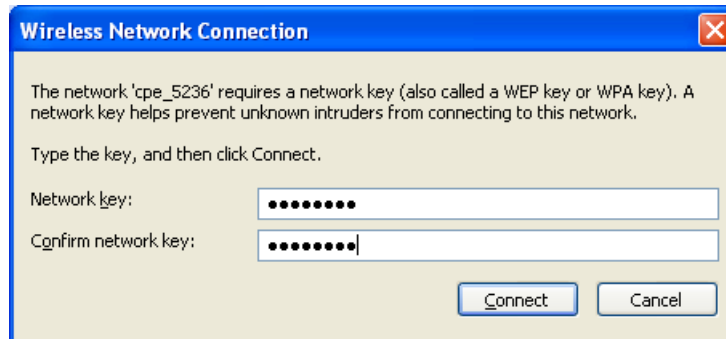 Wireless Network Connection
The network 'cpe_5236' requires a network key (also called a WEP key or WPA key). A
network key helps prevent unknown intruders from connecting to this network.
Type the key, and then click Connect.
Network key: ●●●●●●●●
Confirm network key: ●●●●●●●●
Connect Cancel